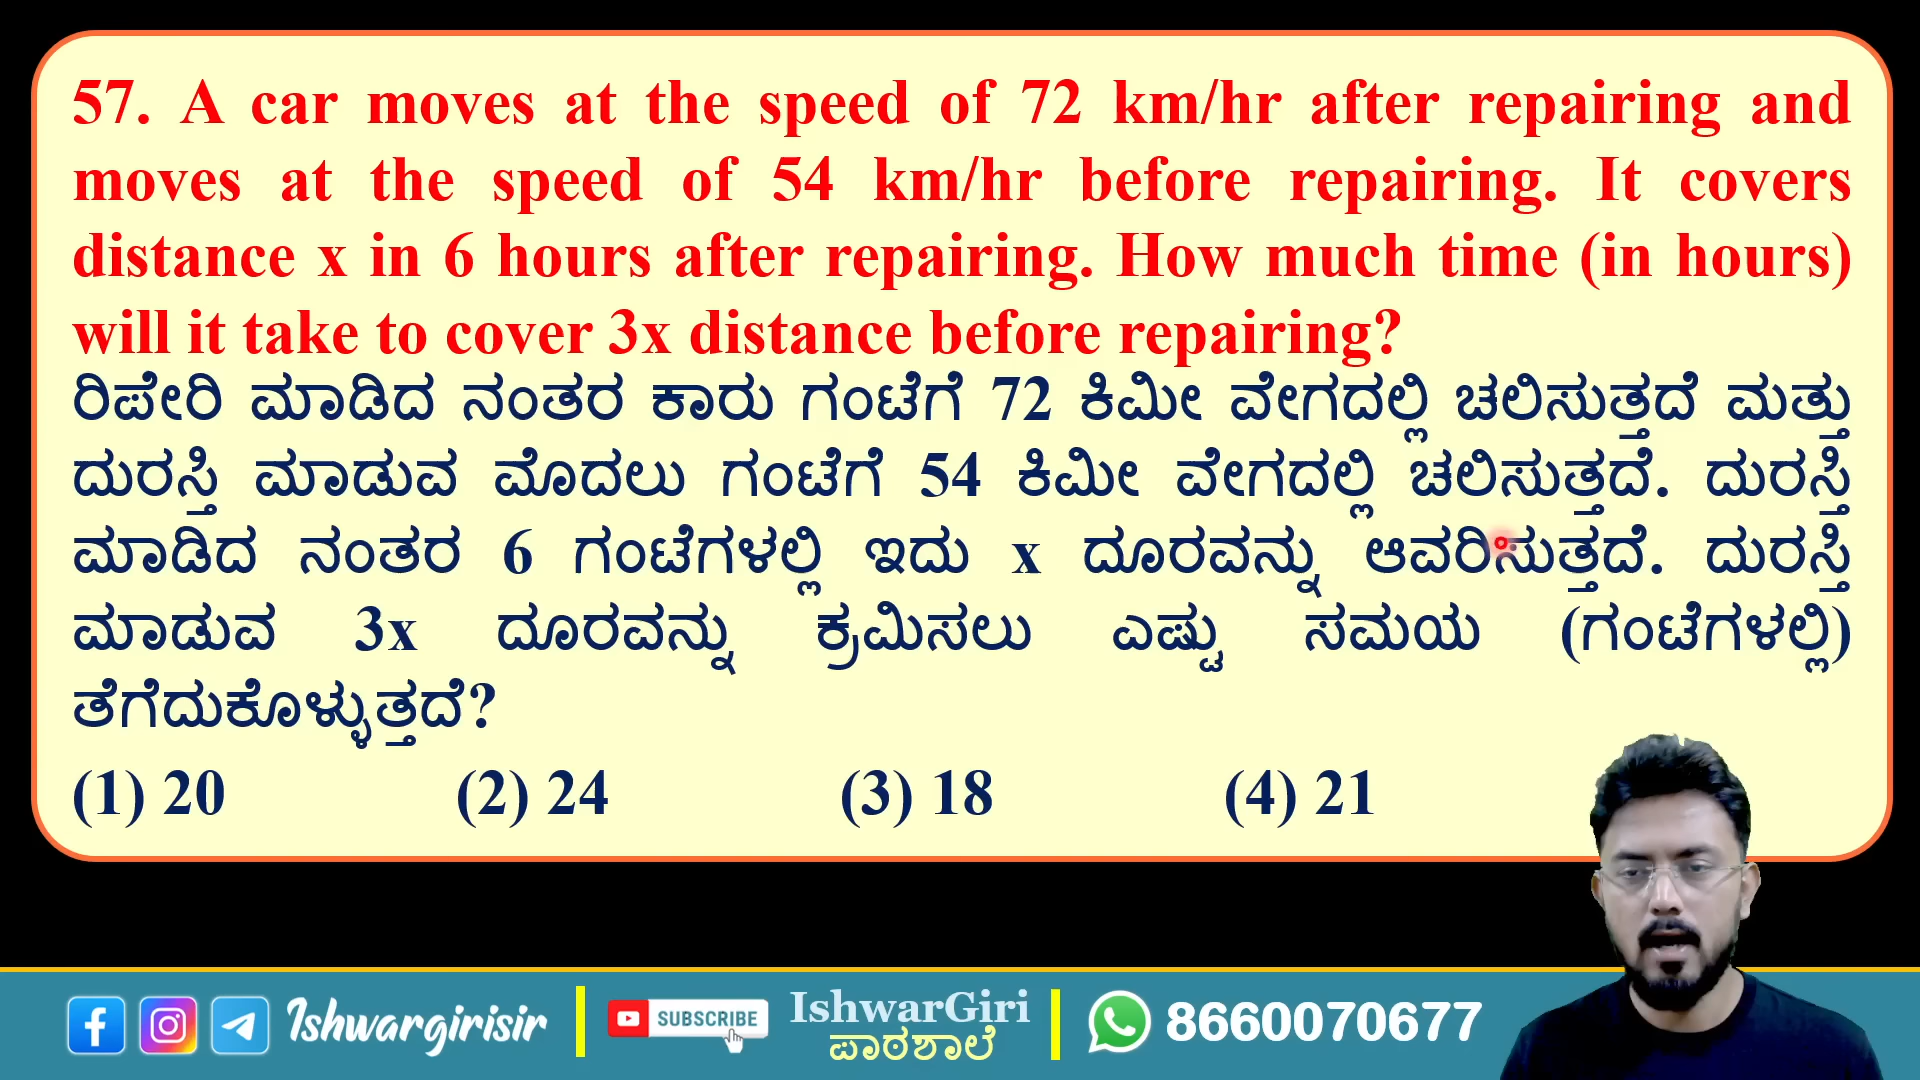 57. A car moves at the speed of 72 km/hr after repairing and
moves at the speed of 54 km/hr before repairing. It covers
distance x in 6 hours after repairing. How much time (in hours)
will it take to cover 3x distance before repairing?
ರಿಪೇರಿ ಮಾಡಿದ ನಂತರ ಕಾರು ಗಂಟೆಗೆ 72 ಕಿಮೀ ವೇಗದಲ್ಲಿ ಚಲಿಸುತ್ತದೆ ಮತ್ತು
ದುರಸ್ತಿ ಮಾಡುವ ಮೊದಲು ಗಂಟೆಗೆ 54 ಕಿಮೀ ವೇಗದಲ್ಲಿ ಚಲಿಸುತ್ತದೆ. ದುರಸ್ತಿ
ಮಾಡಿದ ನಂತರ 6 ಗಂಟೆಗಳಲ್ಲಿ ಇದು x ದೂರವನ್ನು ಆವರಿಸುತ್ತದೆ. ದುರಸ್ತಿ
ಮಾಡುವ 3x ದೂರವನ್ನು ಕ್ರಮಿಸಲು ಎಷ್ಟು ಸಮಯ (ಗಂಟೆಗಳಲ್ಲಿ)
ತೆಗೆದುಕೊಳ್ಳುತ್ತದೆ?
(1) 20 (2) 24 (3) 18 (4) 21
Ishwargirisir
SUBSCRIBE
IshwarGiri
ಪಾಠಶಾಲೆ
8660070677